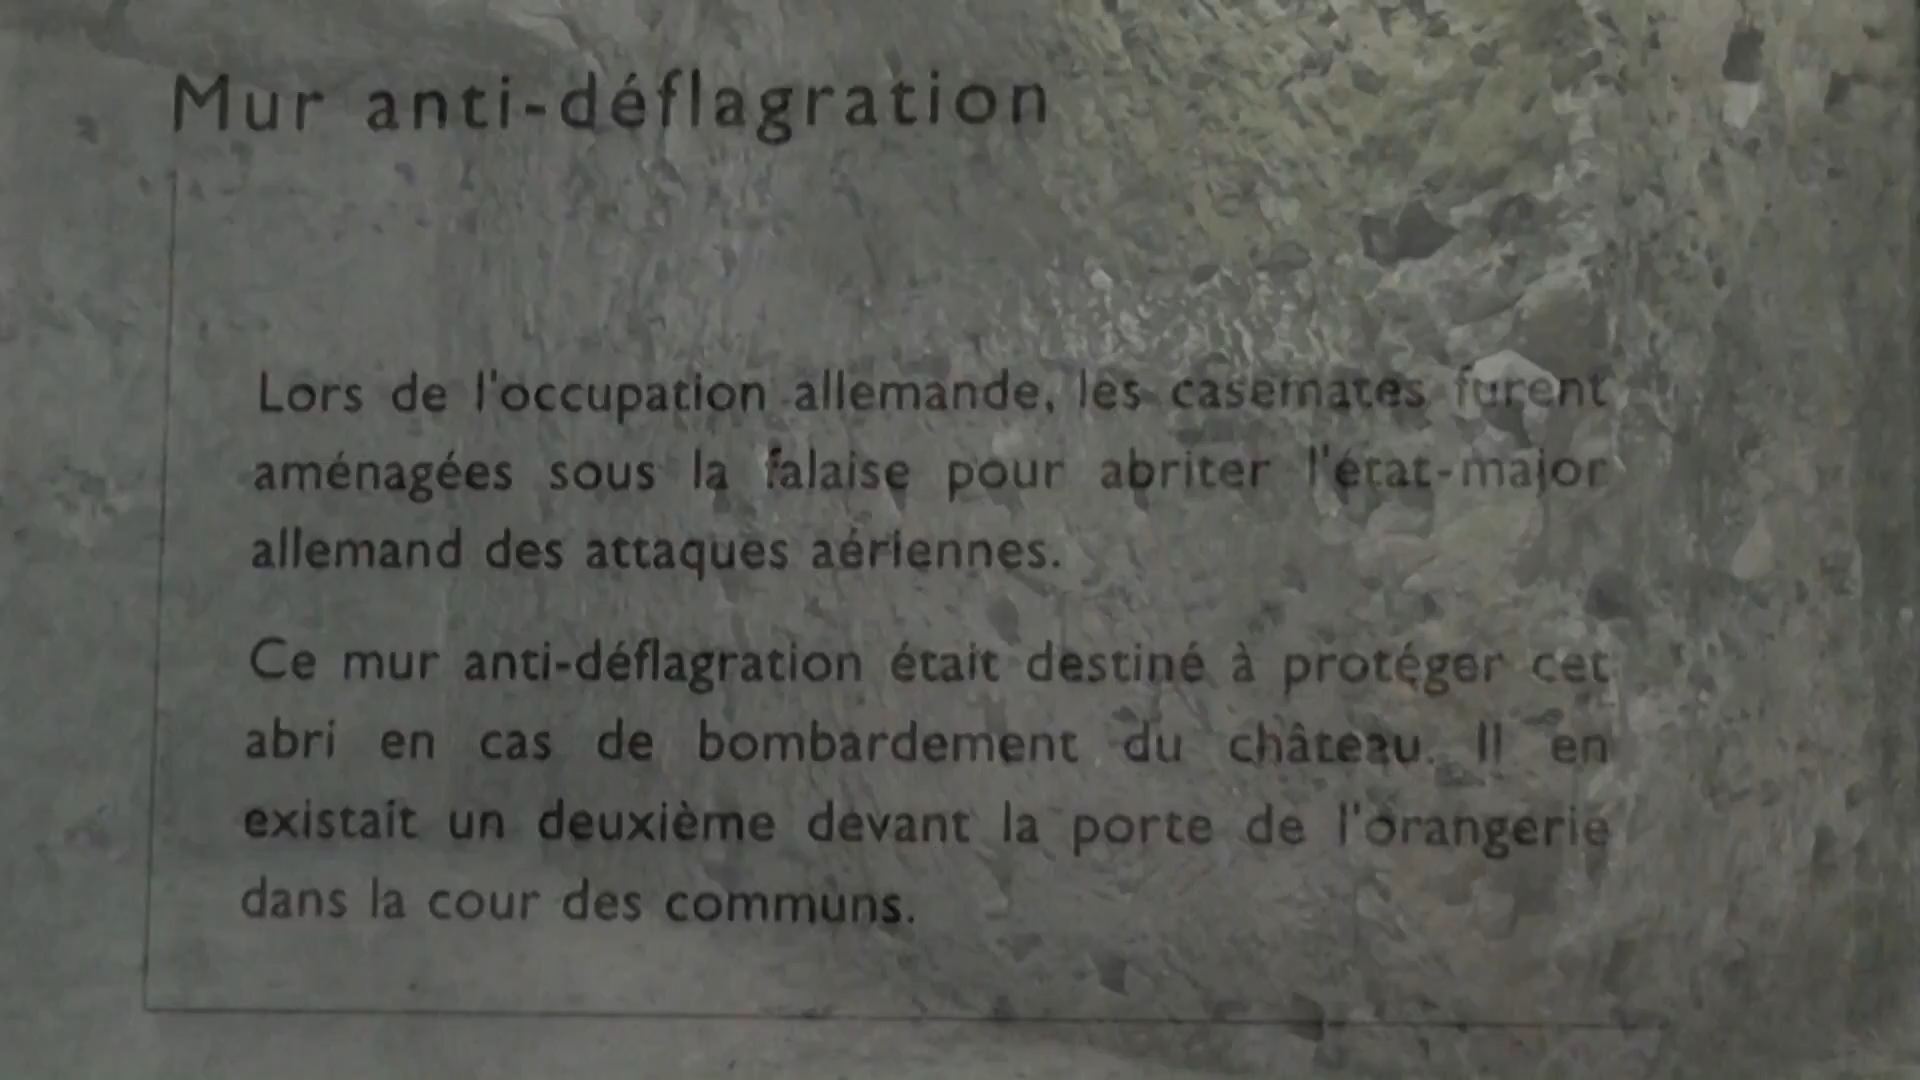 Mur anti-déflagration
Lors de l'occupation allemande, les casemates furent
aménagées sous la falaise pour abriter l'état-major
allemand des attaques aériennes.
Ce mur anti-déflagration était destiné à protéger cet
abri en cas de bombardement du château. Il en
existait un deuxième devant la porte de l'orangerie
dans la cour des communs.